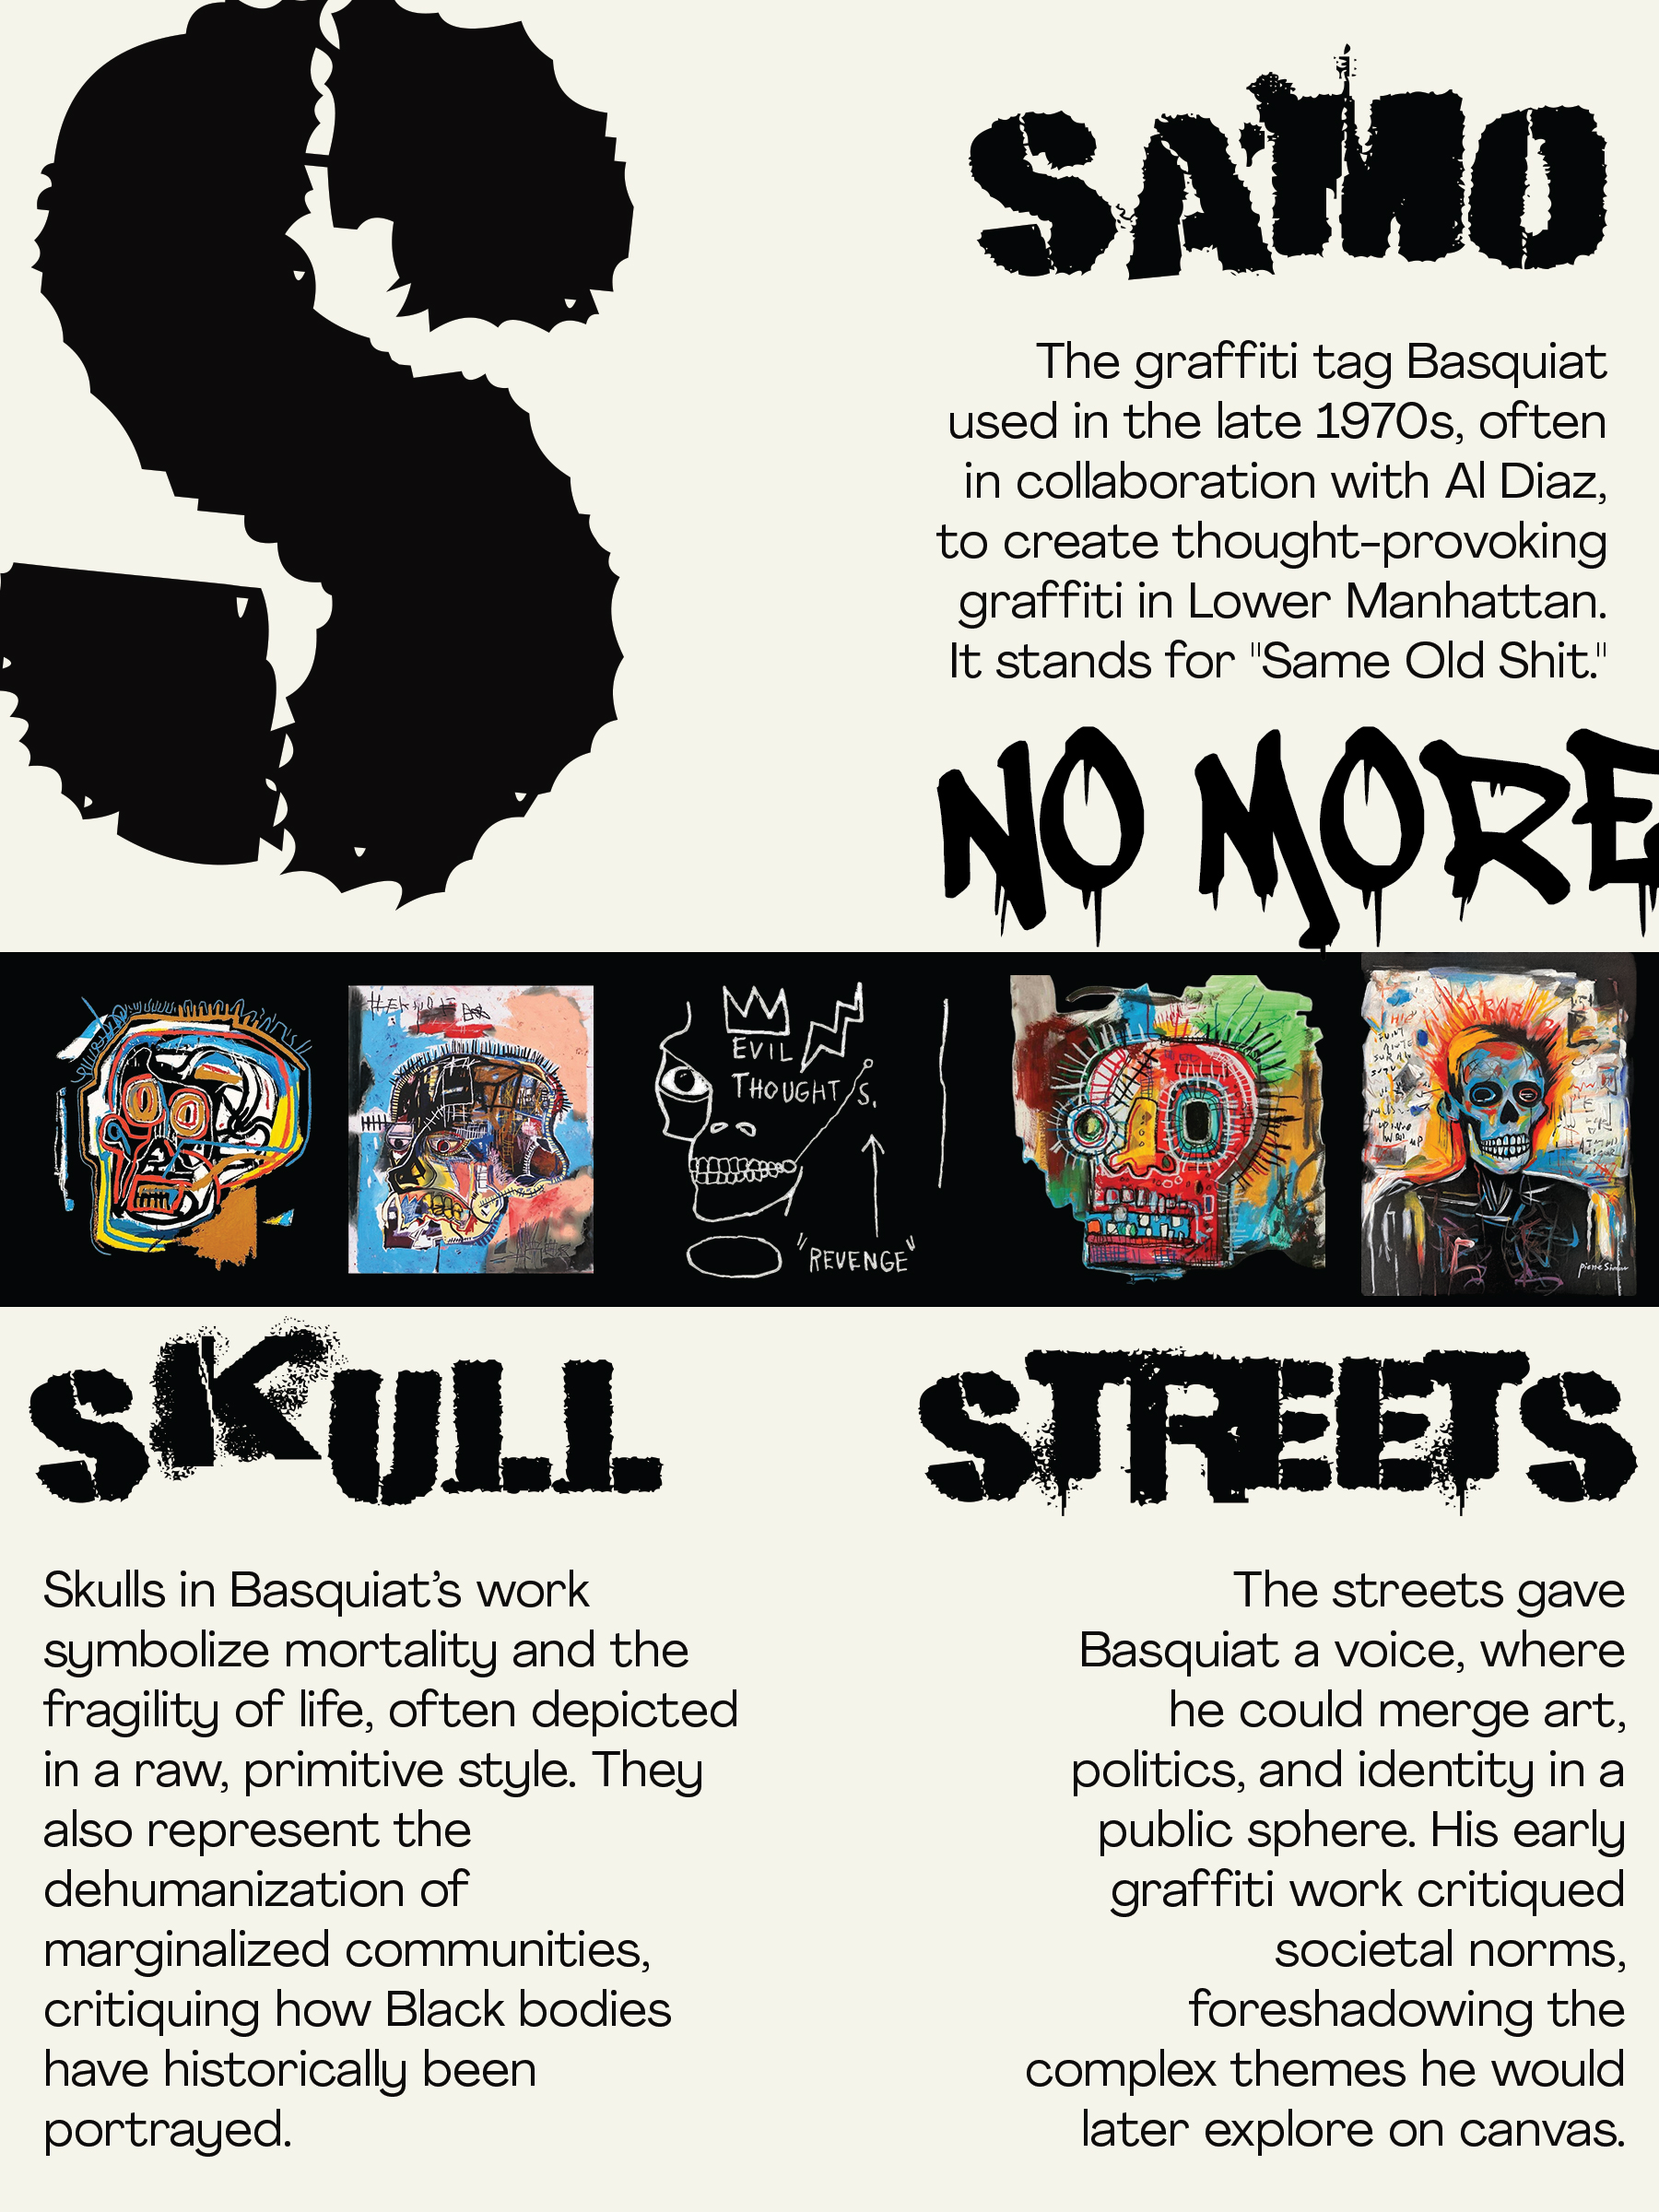 S
SAMO
The graffiti tag Basquiat
used in the late 1970s, often
in collaboration with Al Diaz,
to create thought-provoking
graffiti in Lower Manhattan.
It stands for "Same Old Shit."
NO MORE
EVIL
THOUGHTS.
"REVENGE"
SKULL
Skulls in Basquiat’s work
symbolize mortality and the
fragility of life, often depicted
in a raw, primitive style. They
also represent the
dehumanization of
marginalized communities,
critiquing how Black bodies
have historically been
portrayed.
STREETS
The streets gave
Basquiat a voice, where
he could merge art,
politics, and identity in a
public sphere. His early
graffiti work critiqued
societal norms,
foreshadowing the
complex themes he would
later explore on canvas.